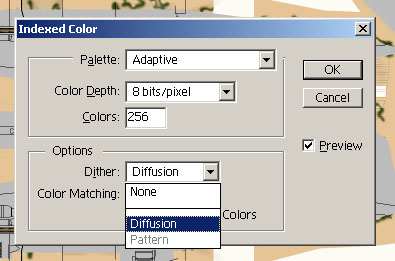 Indexed Color
Palette: Adaptive
OK
Color Depth: 8 bits/pixel
Cancel
Colors: 256
Preview
Options
Dither: Diffusion
Color Matching: None
Colors
Diffusion
Pattern